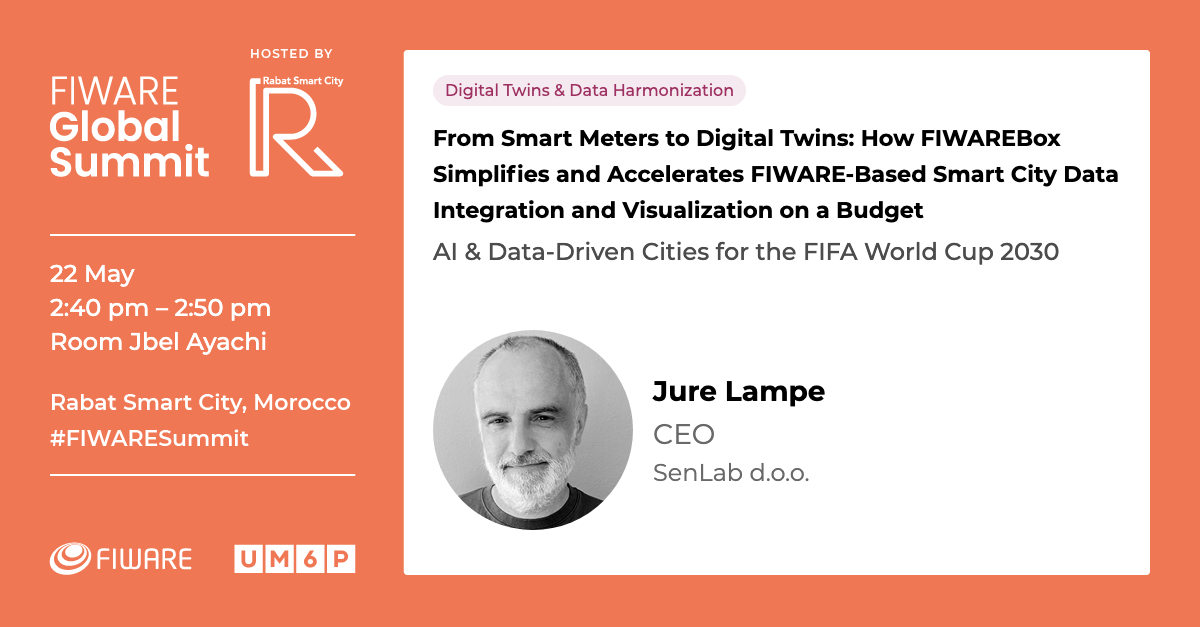 HOSTED BY
FIWARE
Global
Summit
Rabat Smart City
R
22 May
2:40 pm – 2:50 pm
Room Jbel Ayachi
Rabat Smart City, Morocco
#FIWARESummit
FIWARE
UM6P
Digital Twins & Data Harmonization
From Smart Meters to Digital Twins: How FIWAREBox
Simplifies and Accelerates FIWARE-Based Smart City Data
Integration and Visualization on a Budget
AI & Data-Driven Cities for the FIFA World Cup 2030
Jure Lampe
CEO
SenLab d.o.o.